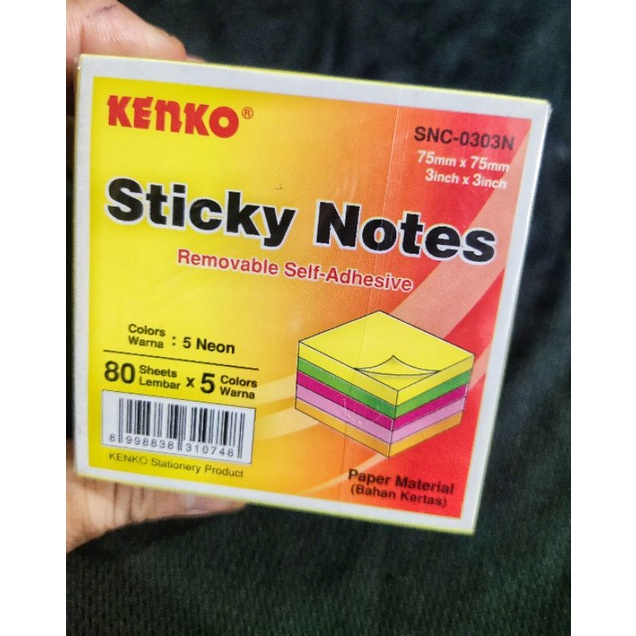 KENKO®
SNC-0303N
75mm x 75mm
3inch x 3inch
Sticky Notes
Removable Self-Adhesive
Colors
Warna : 5 Neon
80 Sheets Lembar x 5 Colors Warna
8 998838 310748
KENKO Stationery Product
Paper Material
(Bahan Kertas)